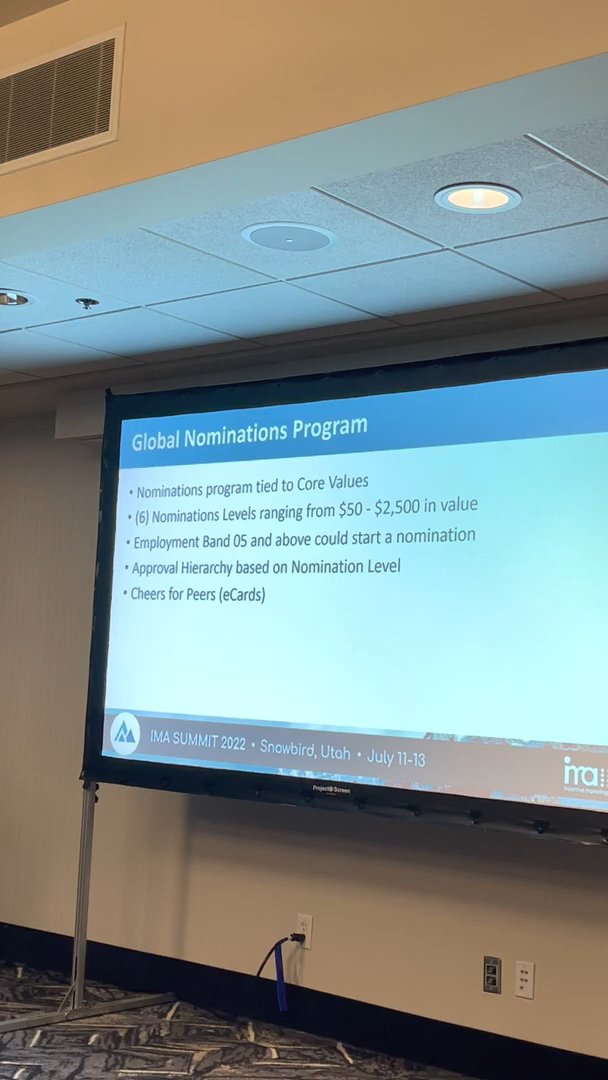 Global Nominations Program
• Nominations program tied to Core Values
• (6) Nominations Levels ranging from $50 - $2,500 in value
• Employment Band 05 and above could start a nomination
• Approval Hierarchy based on Nomination Level
• Cheers for Peers (eCards)
IMA SUMMIT 2022 • Snowbird, Utah • July 11-13
ima
Project Screen